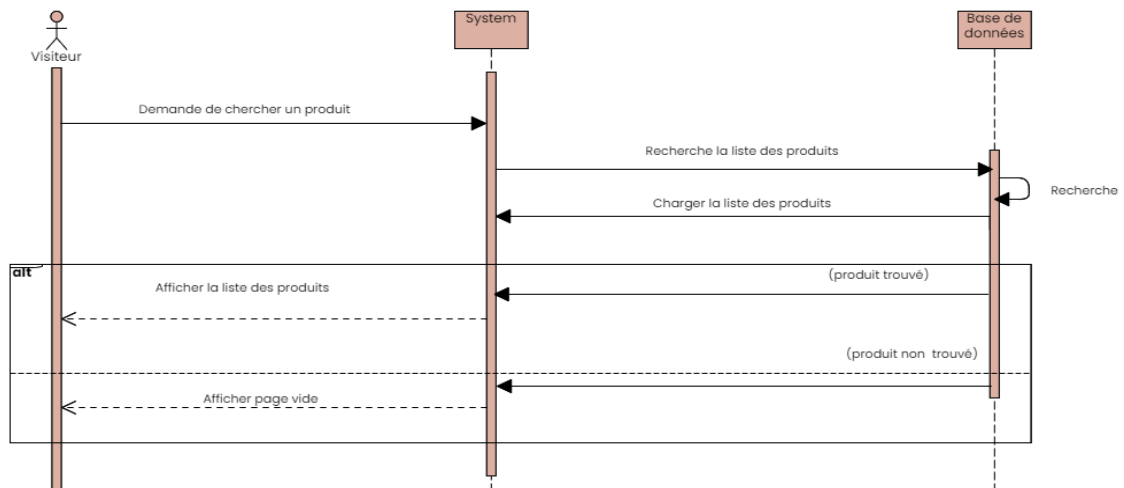 System
Base de
données
Visiteur
Demande de chercher un produit
Recherche la liste des produits
Recherche
Charger la liste des produits
alt
(produit trouvé)
Afficher la liste des produits
(produit non trouvé)
Afficher page vide